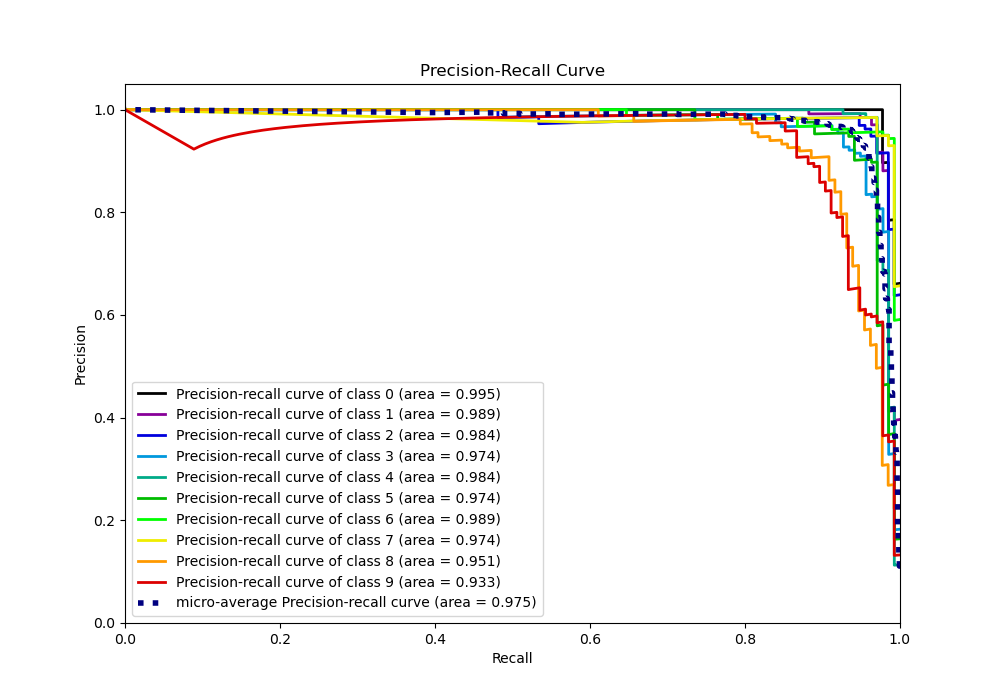 Precision-Recall Curve
1.0
0.8
0.6
0.4
0.2
0.0
Precision
Precision-recall curve of class 0 (area = 0.995)
Precision-recall curve of class 1 (area = 0.989)
Precision-recall curve of class 2 (area = 0.984)
Precision-recall curve of class 3 (area = 0.974)
Precision-recall curve of class 4 (area = 0.984)
Precision-recall curve of class 5 (area = 0.974)
Precision-recall curve of class 6 (area = 0.989)
Precision-recall curve of class 7 (area = 0.974)
Precision-recall curve of class 8 (area = 0.951)
Precision-recall curve of class 9 (area = 0.933)
micro-average Precision-recall curve (area = 0.975)
0.0 0.2 0.4 0.6 0.8 1.0
Recall